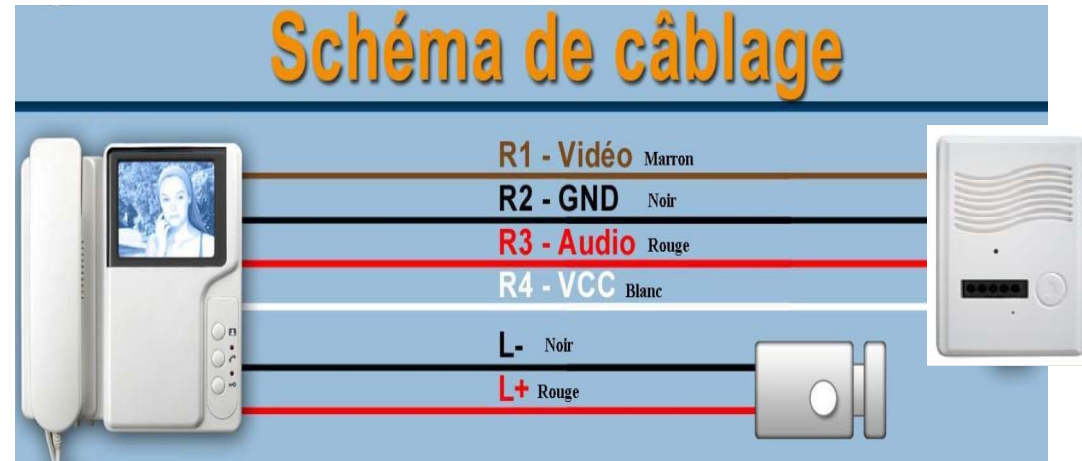 Schéma de câblage
R1 - Vidéo Marron
R2 - GND Noir
R3 - Audio Rouge
R4 - VCC Blanc
L- Noir
L+ Rouge